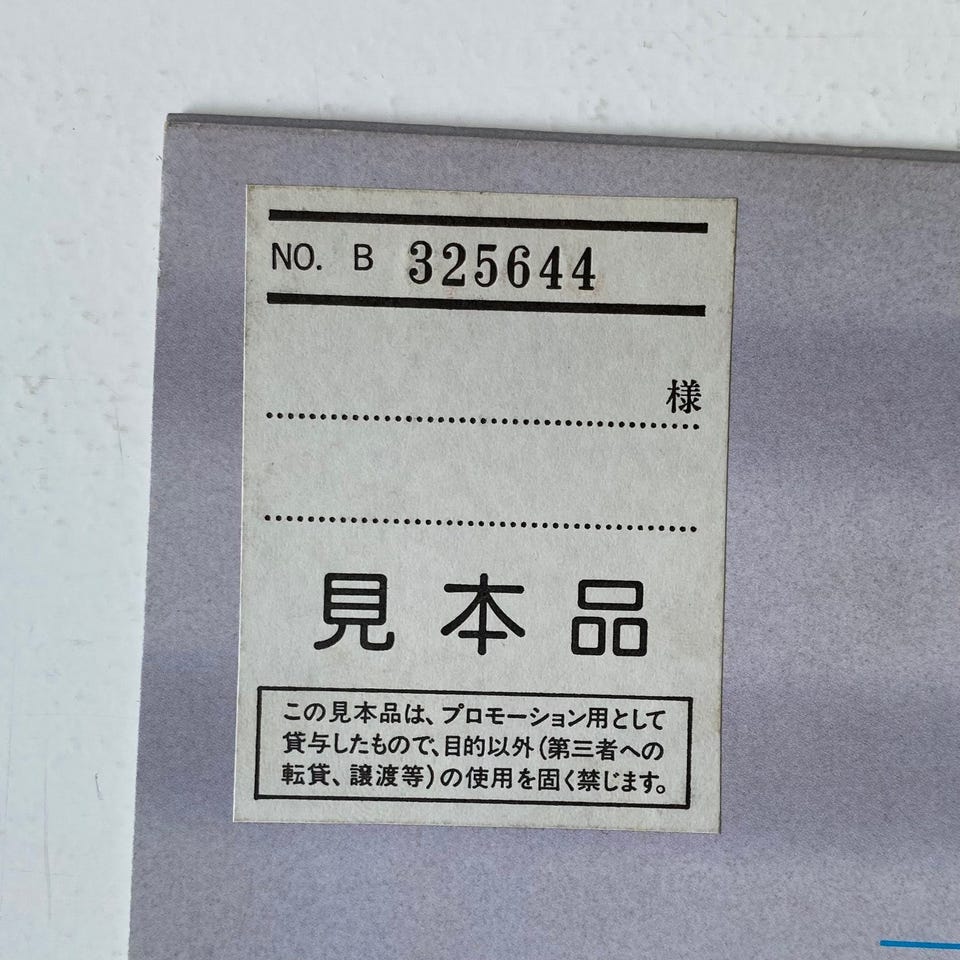 NO. B 325644
様
見本品
この見本品は、プロモーション用として
貸与したもので、目的以外(第三者への
転貸、譲渡等)の使用を固く禁じます。